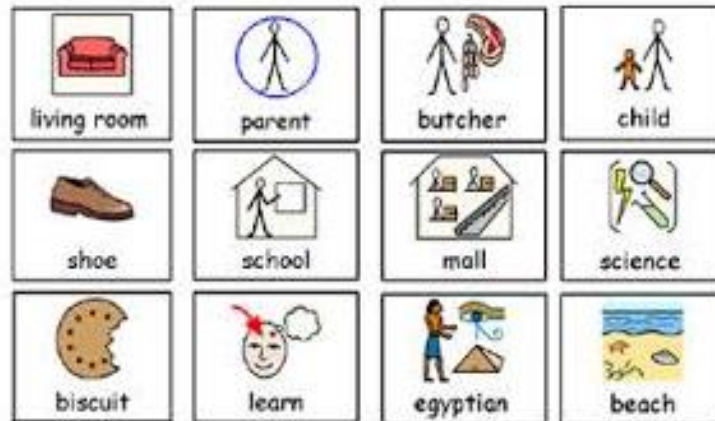 living room parent butcher child
shoe school mall science
biscuit learn egyptian beach